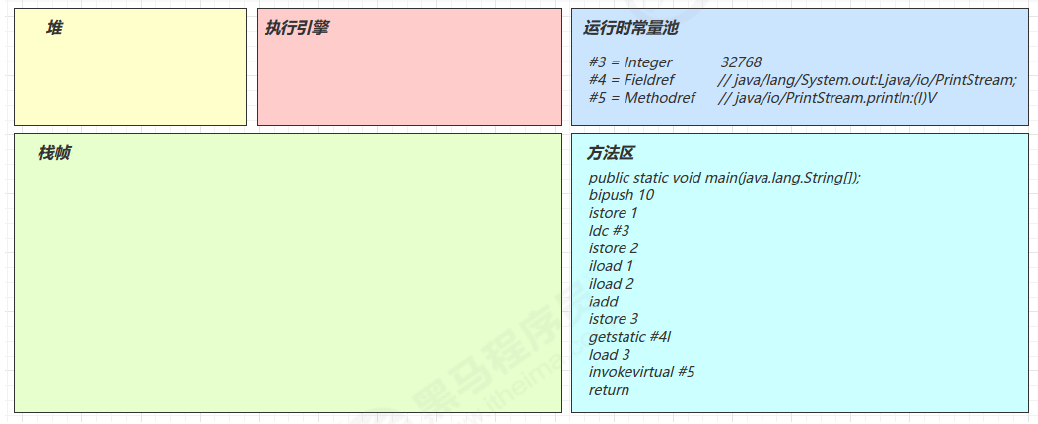 堆
执行引擎
运行时常量池
#3 = Integer 32768
#4 = Fieldref // java/lang/System.out:Ljava/io/PrintStream;
#5 = Methodref // java/io/PrintStream.println:(I)V
栈帧
方法区
public static void main(java.lang.String[]);
bipush 10
istore 1
ldc #3
istore 2
iload 1
iload 2
iadd
istore 3
getstatic #4I
load 3
invokevirtual #5
return
黑马程序员
www.itheima.com